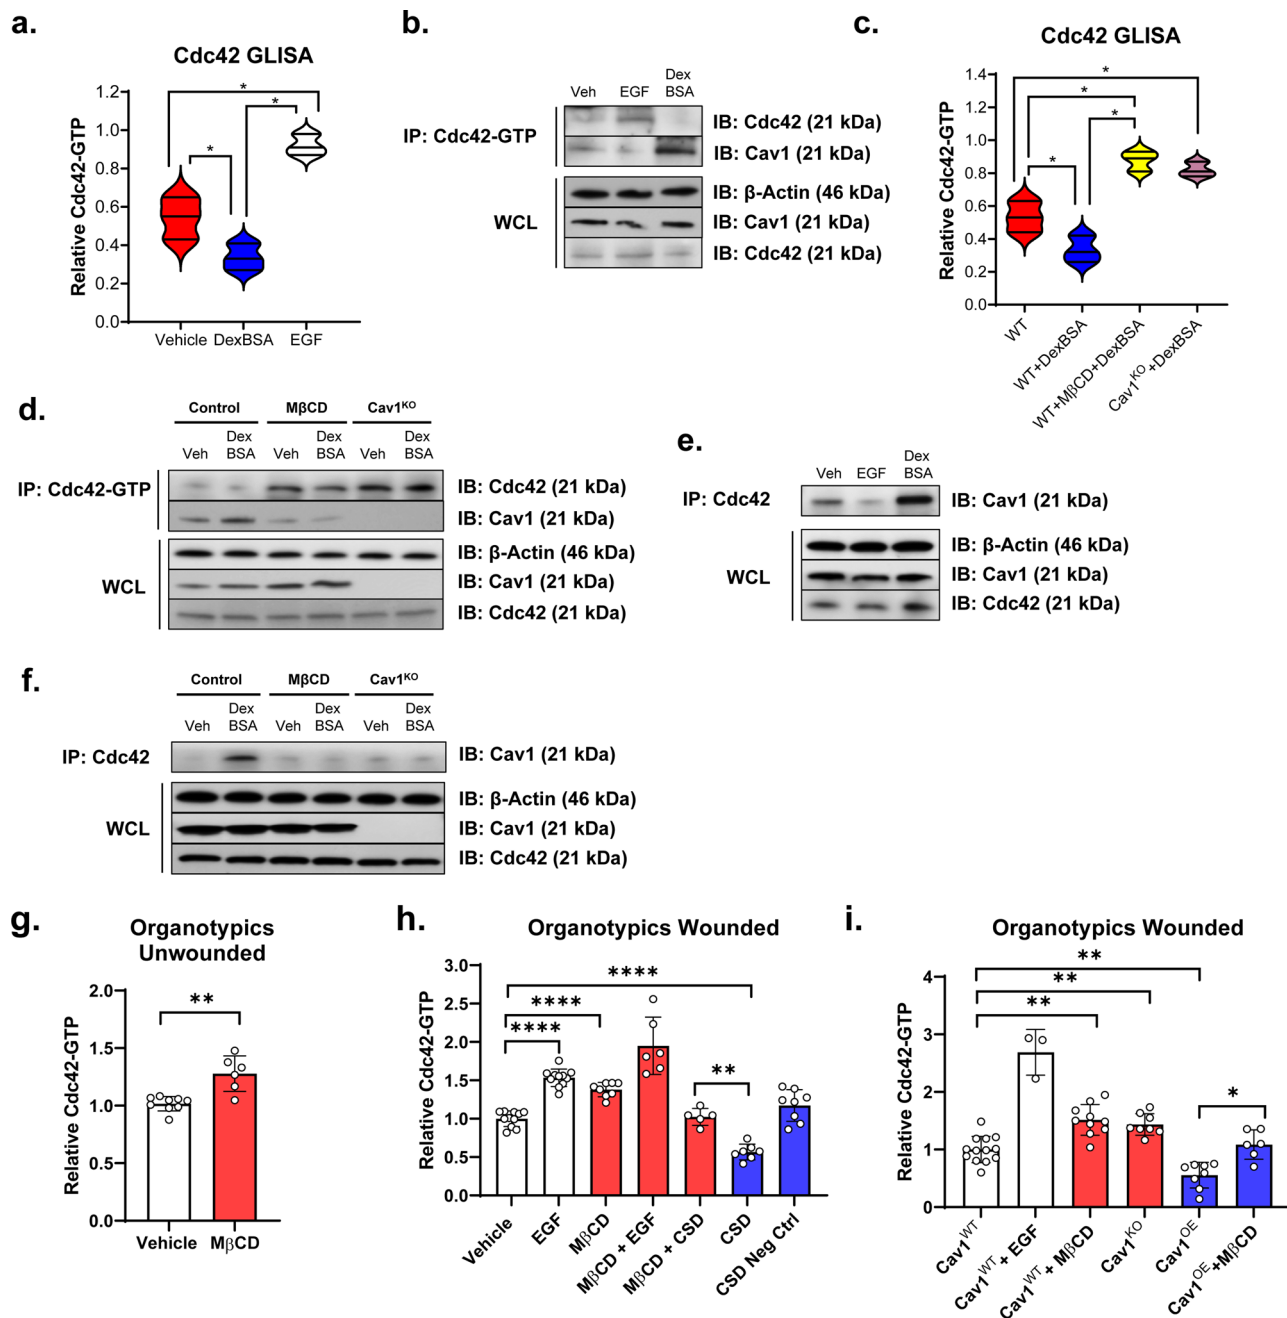 a.
Cdc42 GLISA
Relative Cdc42-GTP
1.2
1.0
0.8
0.6
0.4
0.2
0.0
*
*
*
Vehicle DexBSA EGF
b.
Veh EGF Dex
BSA
IP: Cdc42-GTP
IB: Cdc42 (21 kDa)
IB: Cav1 (21 kDa)
WCL
IB: β-Actin (46 kDa)
IB: Cav1 (21 kDa)
IB: Cdc42 (21 kDa)
c.
Cdc42 GLISA
Relative Cdc42-GTP
1.4
1.2
1.0
0.8
0.6
0.4
0.2
0.0
*
*
*
*
WT
WT+DexBSA
WT+MβCD+DexBSA
Cav1KO+DexBSA
d.
Control MβCD Cav1KO
Veh Dex
BSA Veh Dex
BSA Veh Dex
BSA
IP: Cdc42-GTP
IB: Cdc42 (21 kDa)
IB: Cav1 (21 kDa)
WCL
IB: β-Actin (46 kDa)
IB: Cav1 (21 kDa)
IB: Cdc42 (21 kDa)
e.
Veh EGF Dex
BSA
IP: Cdc42
IB: Cav1 (21 kDa)
WCL
IB: β-Actin (46 kDa)
IB: Cav1 (21 kDa)
IB: Cdc42 (21 kDa)
f.
Control MβCD Cav1KO
Veh Dex
BSA Veh Dex
BSA Veh Dex
BSA
IP: Cdc42
IB: Cav1 (21 kDa)
WCL
IB: β-Actin (46 kDa)
IB: Cav1 (21 kDa)
IB: Cdc42 (21 kDa)
g.
Organotypics
Unwounded
Relative Cdc42-GTP
2.0
1.5
1.0
0.5
0.0
**
Vehicle MβCD
h.
Organotypics Wounded
Relative Cdc42-GTP
3.0
2.5
2.0
1.5
1.0
0.5
0.0
****
****
****
**
Vehicle
EGF
MβCD
MβCD + EGF
MβCD + CSD
CSD
CSD Neg Ctrl
i.
Organotypics Wounded
Relative Cdc42-GTP
4
3
2
1
0
**
**
**
*
Cav1WT
Cav1WT + EGF
Cav1WT + MβCD
Cav1KO
Cav1OE
Cav1OE+MβCD